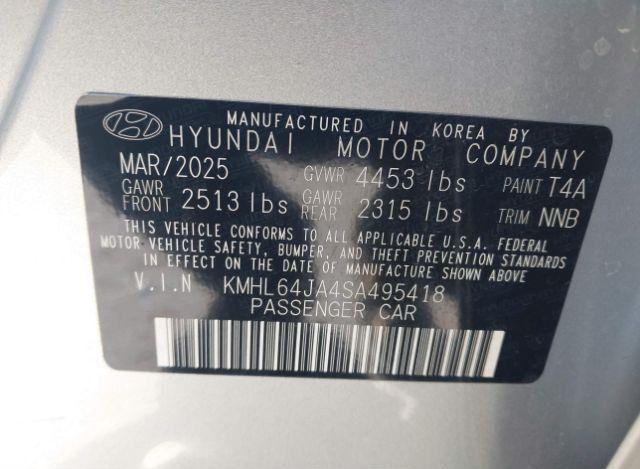 MANUFACTURED IN KOREA BY
HYUNDAI MOTOR COMPANY
MAR/2025 GVWR 4453 lbs PAINT T4A
GAWR FRONT 2513 lbs GAWR REAR 2315 lbs TRIM NNB
THIS VEHICLE CONFORMS TO ALL APPLICABLE U.S.A. FEDERAL
MOTOR-VEHICLE SAFETY, BUMPER, AND THEFT PREVENTION STANDARDS
IN EFFECT ON THE DATE OF MANUFACTURE SHOWN ABOVE.
V.I.N KMHL64JA4SA495418
PASSENGER CAR